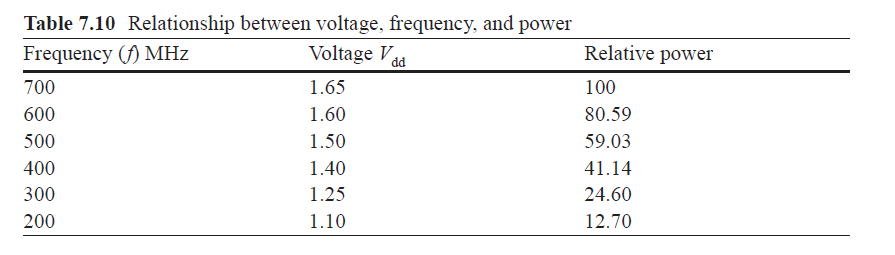 Table 7.10 Relationship between voltage, frequency, and power
Frequency (f) MHz Voltage Vdd Relative power
700 1.65 100
600 1.60 80.59
500 1.50 59.03
400 1.40 41.14
300 1.25 24.60
200 1.10 12.70